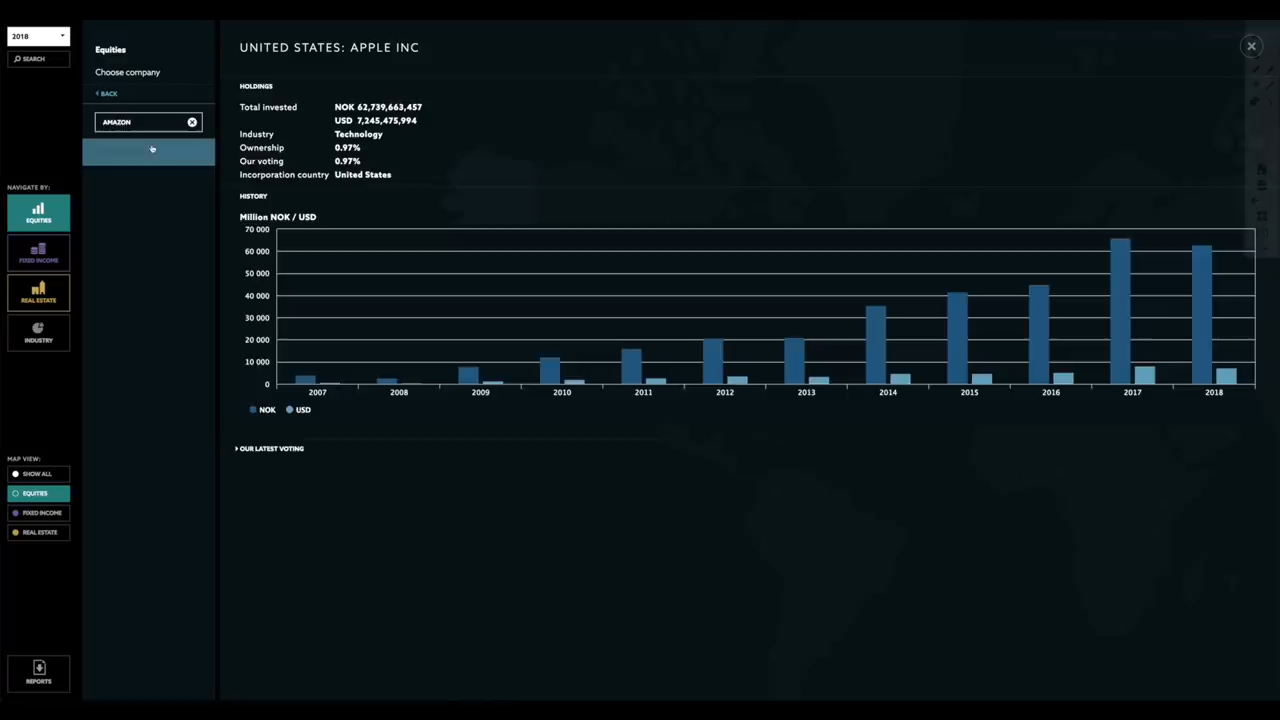 2018
SEARCH
NAVIGATE BY:
EQUITIES
FIXED INCOME
REAL ESTATE
INDUSTRY
MAP VIEW:
SHOW ALL
EQUITIES
FIXED INCOME
REAL ESTATE
REPORTS
Equities
Choose company
BACK
AMAZON
UNITED STATES: APPLE INC
HOLDINGS
Total invested NOK 62,739,663,457
USD 7,245,475,994
Industry Technology
Ownership 0.97%
Our voting 0.97%
Incorporation country United States
HISTORY
Million NOK / USD
70 000
60 000
50 000
40 000
30 000
20 000
10 000
0
2007 2008 2009 2010 2011 2012 2013 2014 2015 2016 2017 2018
NOK USD
OUR LATEST VOTING